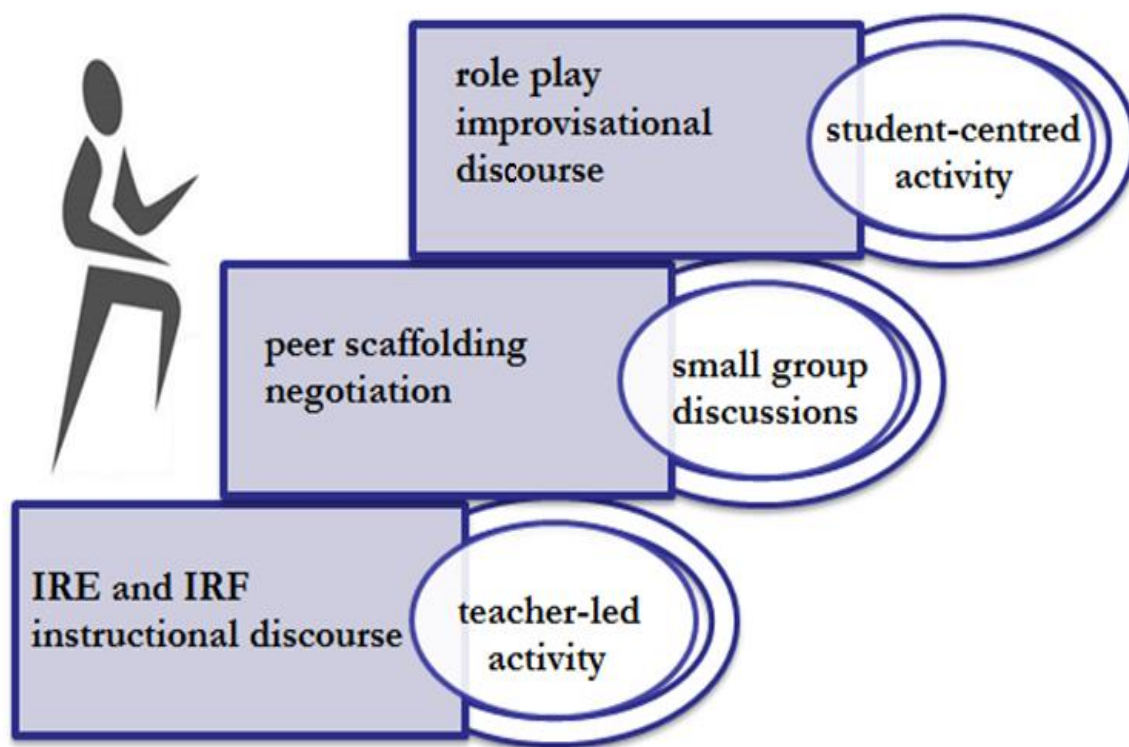 role play
improvisational
discourse
student-centred
activity
peer scaffolding
negotiation
small group
discussions
IRE and IRF
instructional discourse
teacher-led
activity